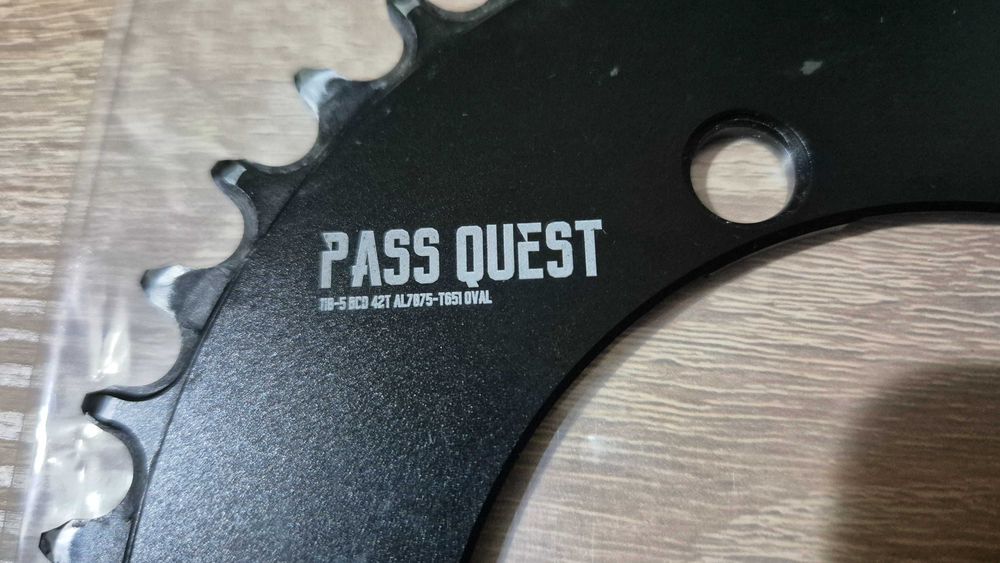 PASS QUEST
110-5 BCD 42T AL7075-T651 OVAL